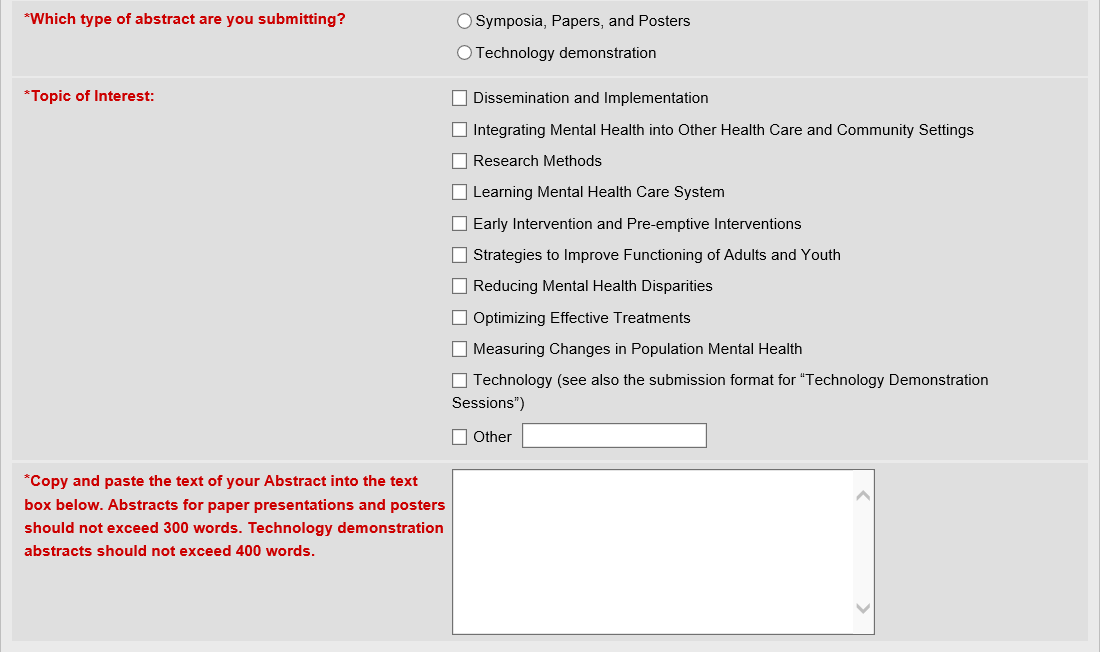 *Which type of abstract are you submitting?
Symposia, Papers, and Posters
Technology demonstration
*Topic of Interest:
Dissemination and Implementation
Integrating Mental Health into Other Health Care and Community Settings
Research Methods
Learning Mental Health Care System
Early Intervention and Pre-emptive Interventions
Strategies to Improve Functioning of Adults and Youth
Reducing Mental Health Disparities
Optimizing Effective Treatments
Measuring Changes in Population Mental Health
Technology (see also the submission format for “Technology Demonstration
Sessions”)
Other
*Copy and paste the text of your Abstract into the text
box below. Abstracts for paper presentations and posters
should not exceed 300 words. Technology demonstration
abstracts should not exceed 400 words.